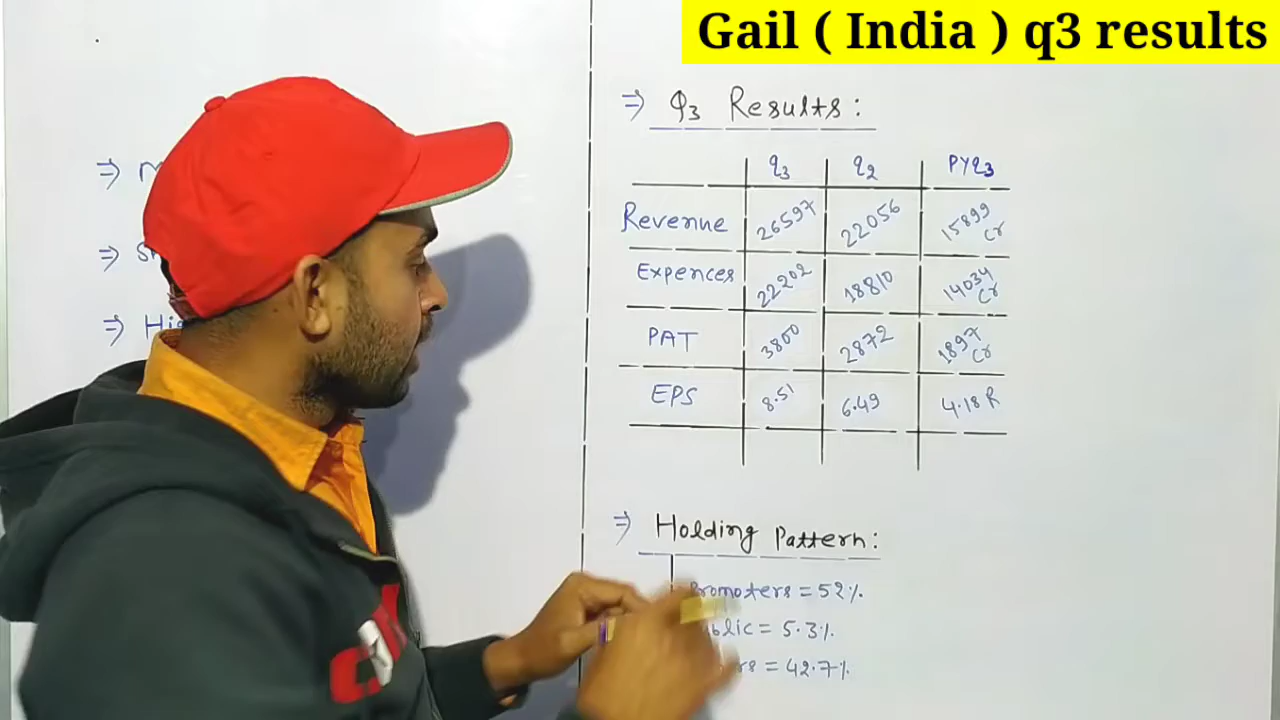 Gail ( India ) q3 results
⇒ Q3 Results:
q3 q2 PYq3
Revenue 26597 22056 15899 Cr
Expences 22202 18810 14034 Cr
PAT 3800 2872 1897 Cr
EPS 8.51 6.49 4.18 R
⇒ Holding Pattern:
Promoters = 52%
= 5.3%
= 42.7%
⇒
⇒
⇒